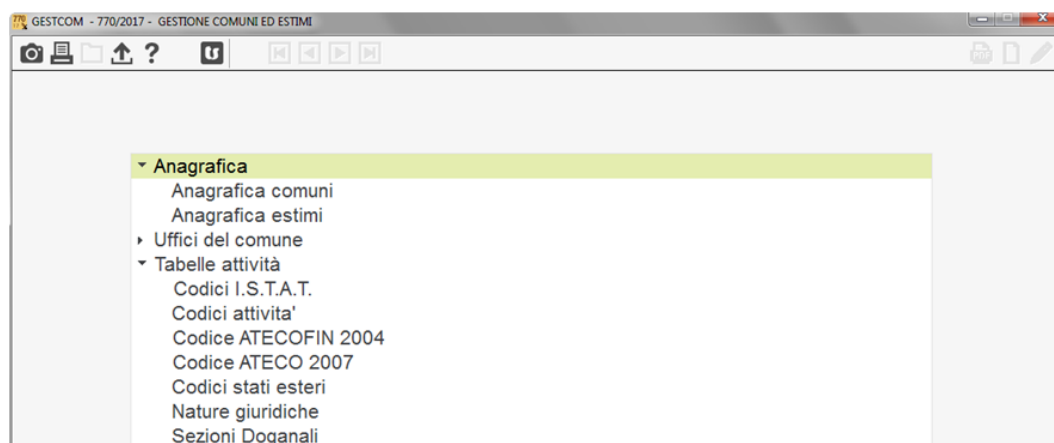 GESTCOM - 770/2017 - GESTIONE COMUNI ED ESTIMI
Anagrafica
Anagrafica comuni
Anagrafica estimi
Uffici del comune
Tabelle attività
Codici I.S.T.A.T.
Codici attivita'
Codice ATECOFIN 2004
Codice ATECO 2007
Codici stati esteri
Nature giuridiche
Sezioni Doganali